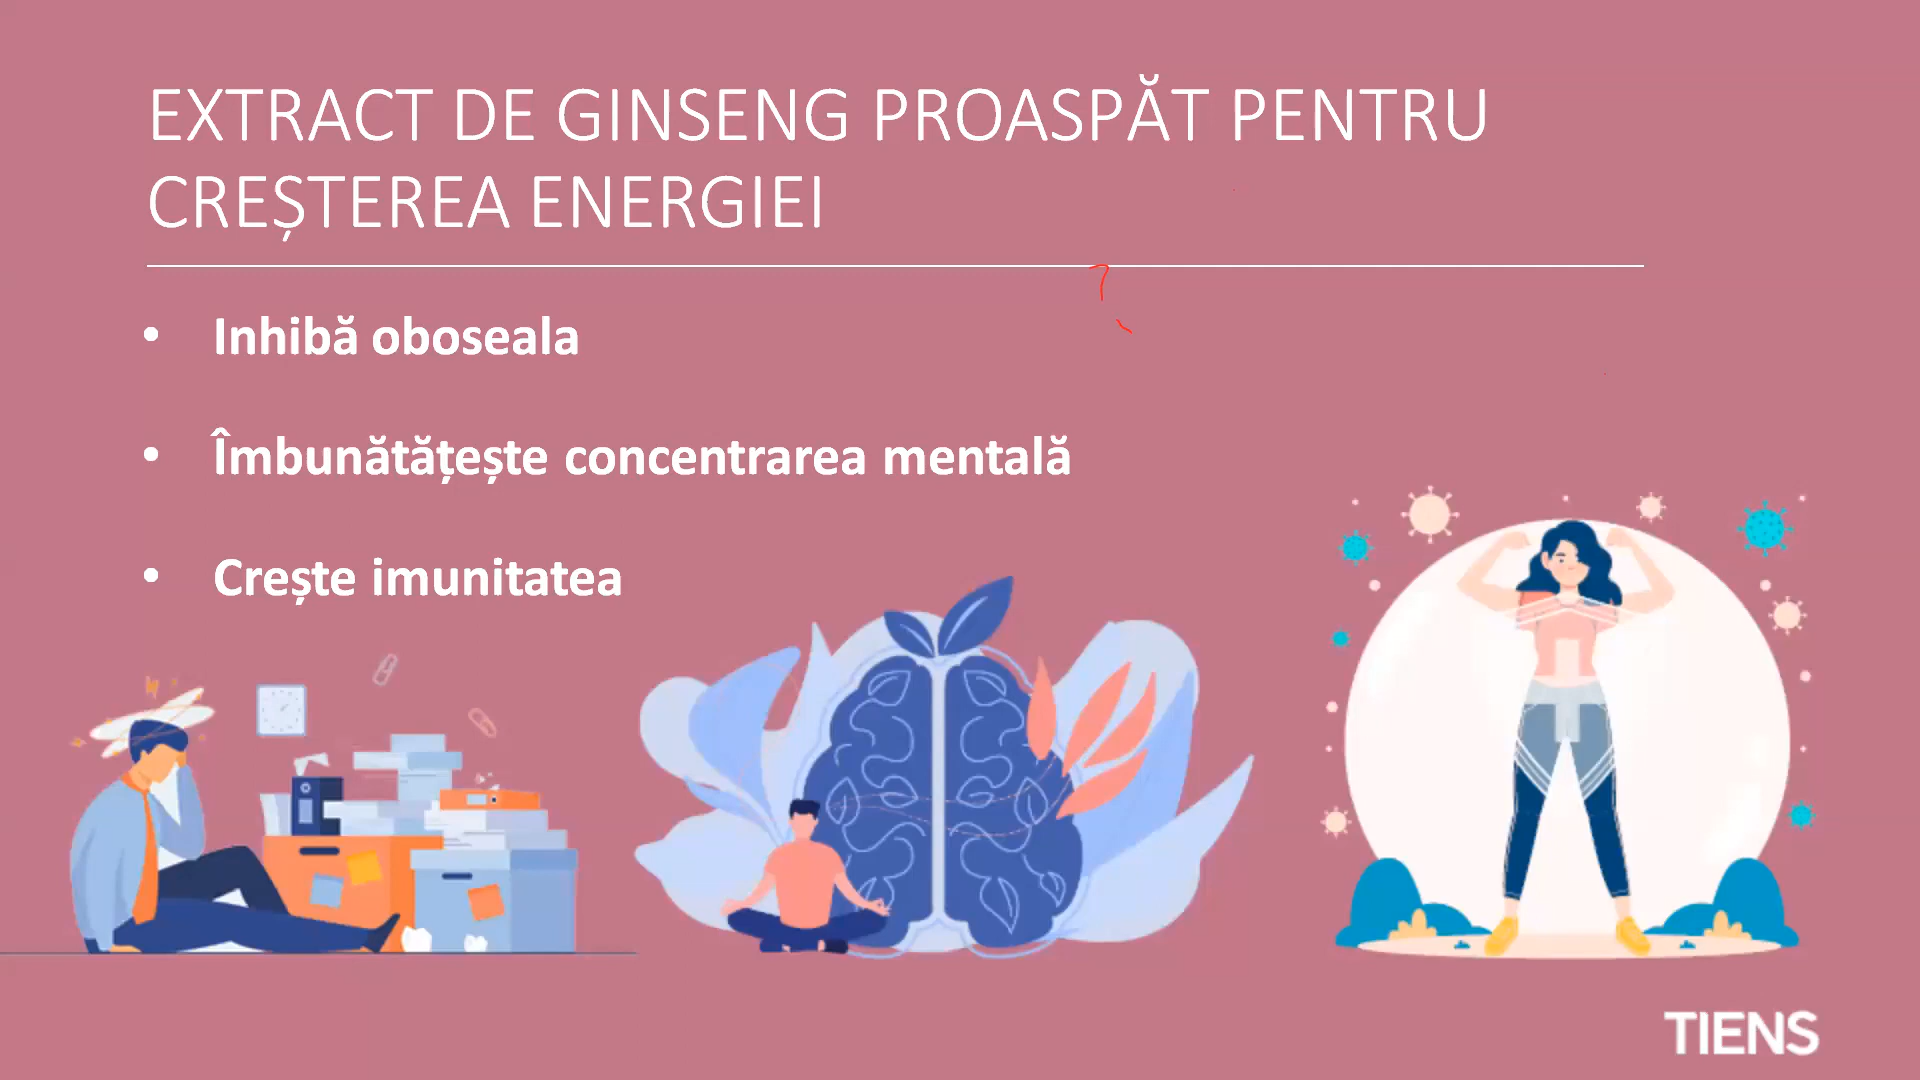 EXTRACT DE GINSENG PROASPĂT PENTRU
CREȘTEREA ENERGIEI
• Inhibă oboseala
• Îmbunătățește concentrarea mentală
• Crește imunitatea
TIENS